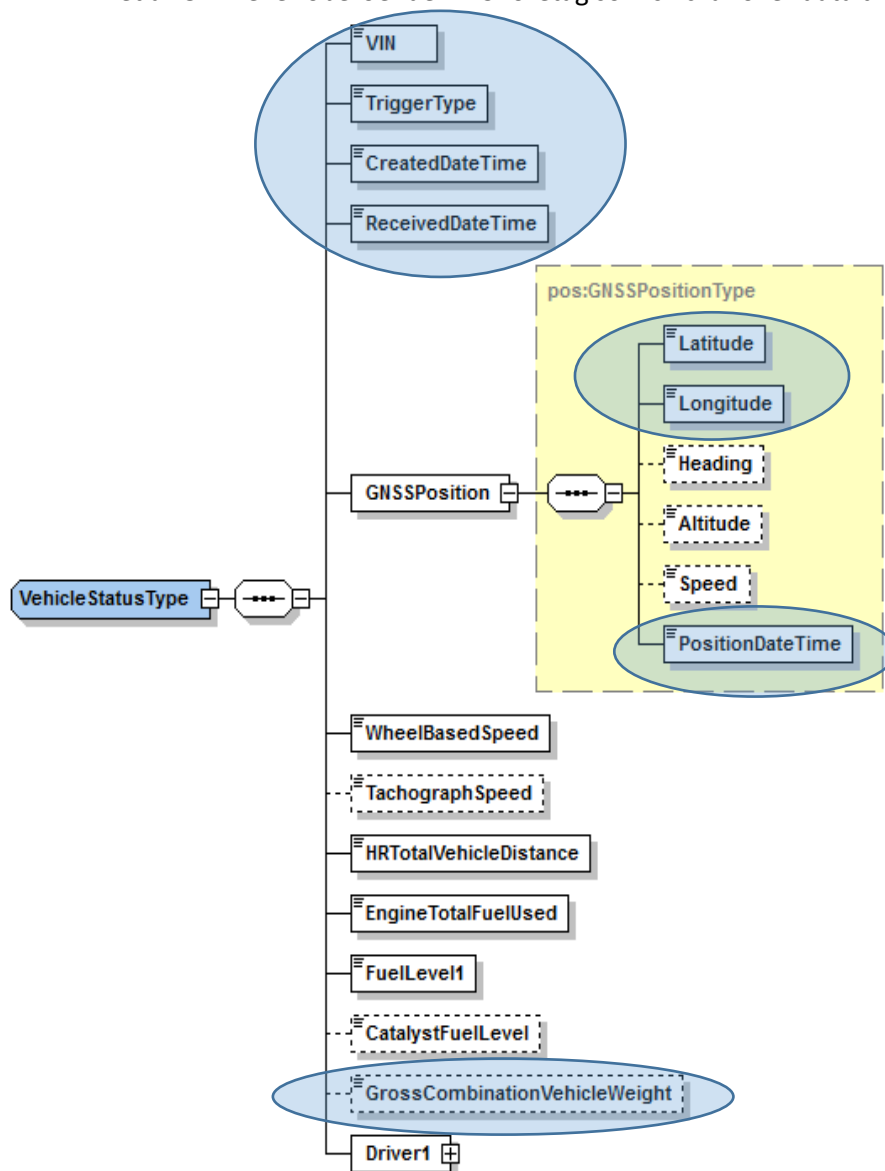 VIN
TriggerType
CreatedDateTime
ReceivedDateTime
pos:GNSSPositionType
Latitude
Longitude
GNSSPosition
Heading
Altitude
Speed
VehicleStatusType
PositionDateTime
WheelBasedSpeed
TachographSpeed
HRTotalVehicleDistance
EngineTotalFuelUsed
FuelLevel1
CatalystFuelLevel
GrossCombinationVehicleWeight
Driver1